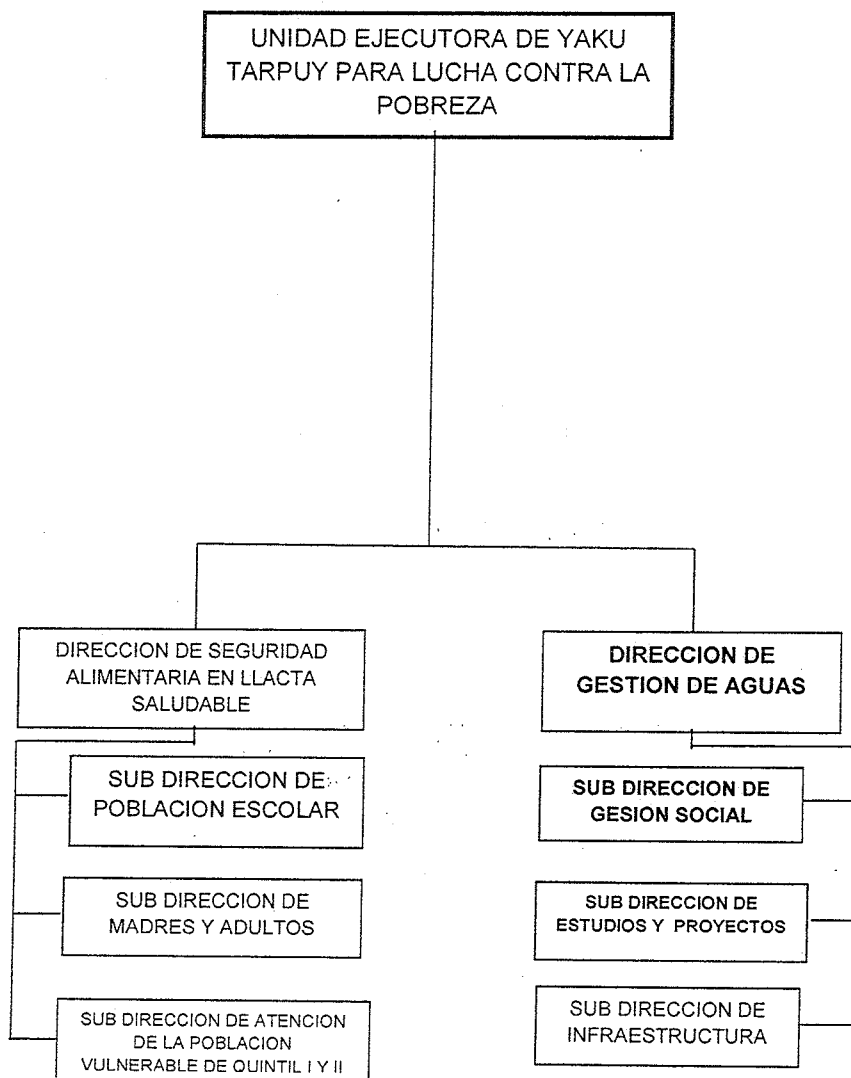 UNIDAD EJECUTORA DE YAKU
TARPUY PARA LUCHA CONTRA LA
POBREZA
DIRECCION DE SEGURIDAD
ALIMENTARIA EN LLACTA
SALUDABLE
SUB DIRECCION DE
POBLACION ESCOLAR
SUB DIRECCION DE
MADRES Y ADULTOS
SUB DIRECCION DE ATENCION
DE LA POBLACION
VULNERABLE DE QUINTIL I Y II
DIRECCION DE
GESTION DE AGUAS
SUB DIRECCION DE
GESION SOCIAL
SUB DIRECCION DE
ESTUDIOS Y PROYECTOS
SUB DIRECCION DE
INFRAESTRUCTURA